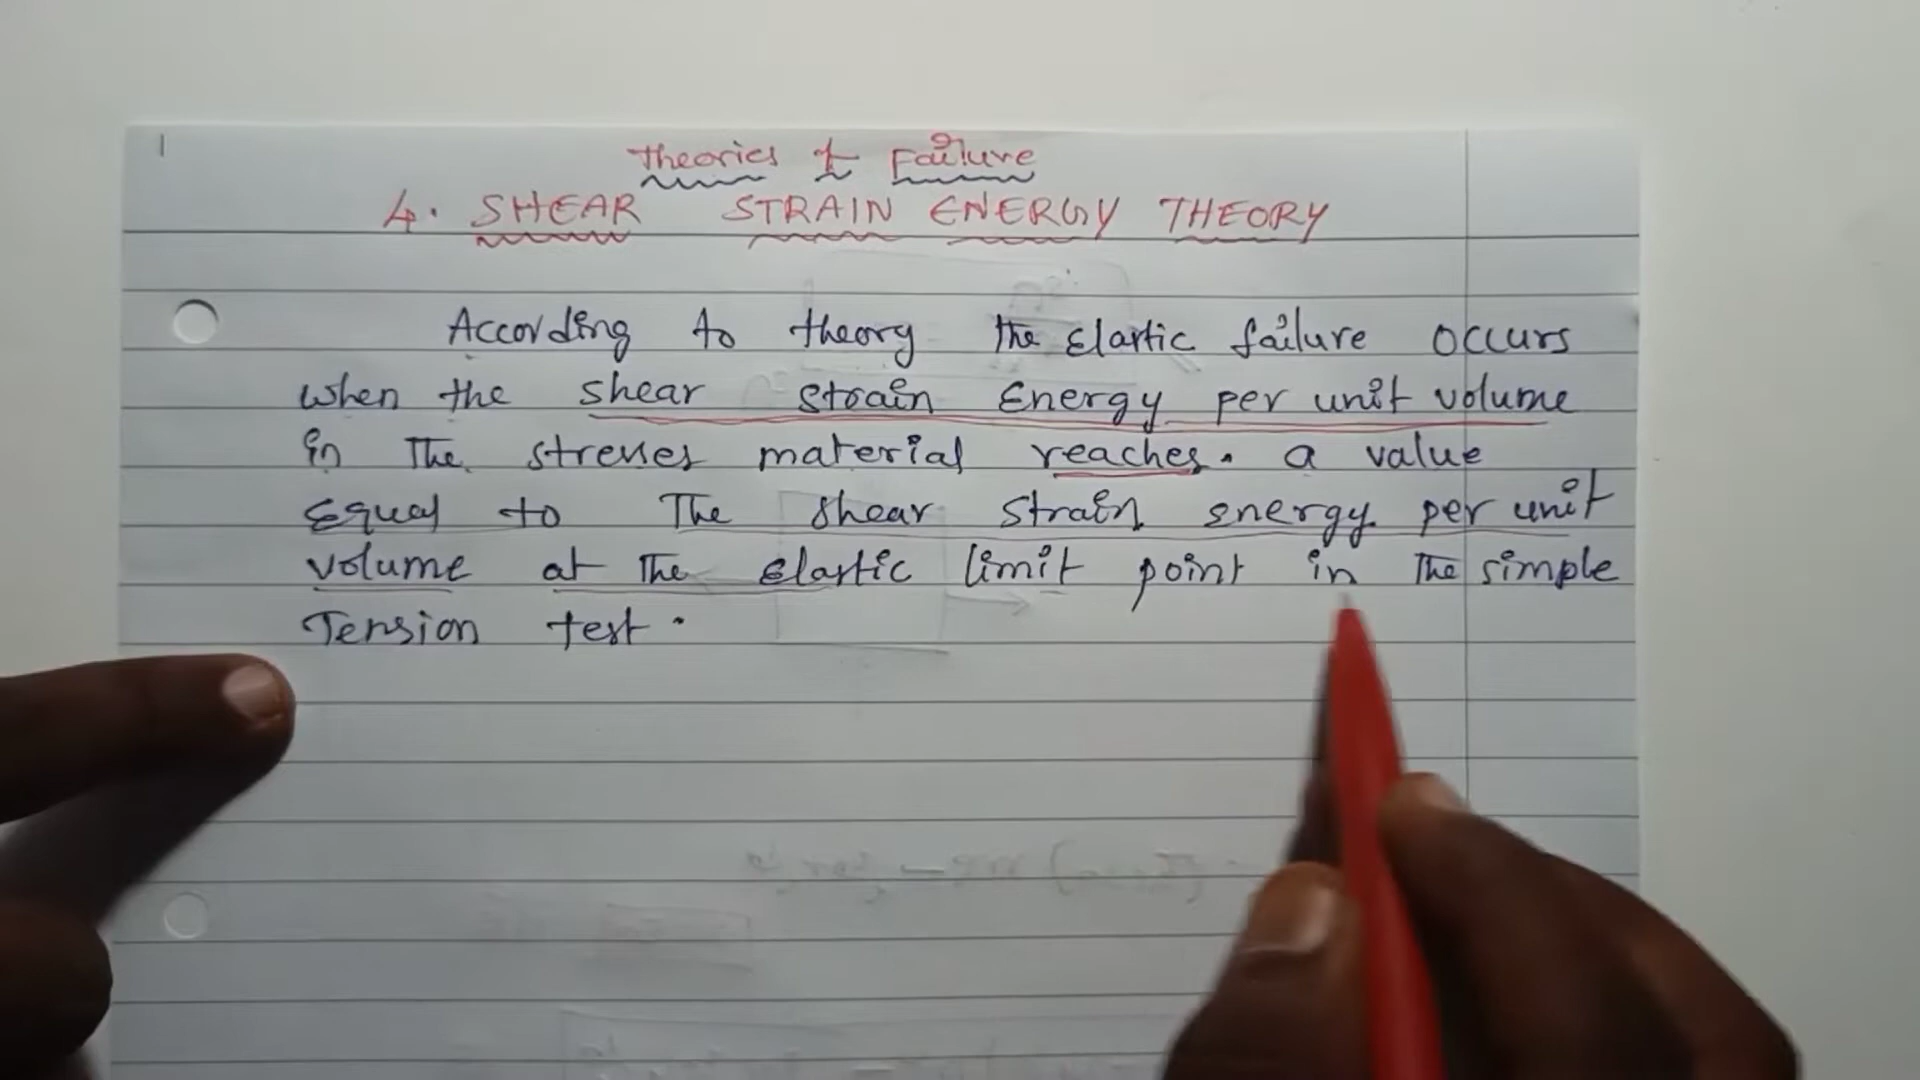 Theories of Failure
4. SHEAR STRAIN ENERGY THEORY
According to theory the Elastic failure occurs
when the shear strain Energy per unit volume
in The stresses material reaches. a value
Equal to The shear strain energy per unit
volume at The elastic limit point in The simple
Tension test.